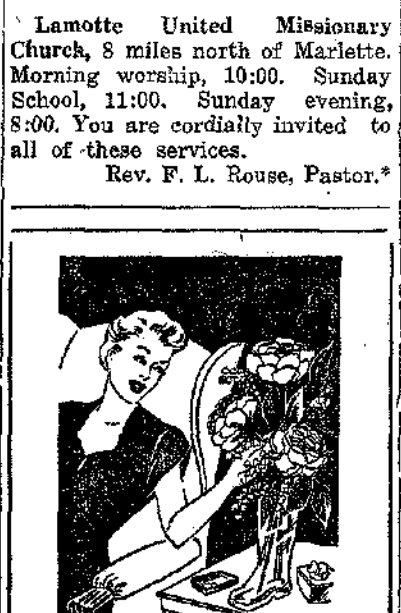 Lamotte United Missionary
Church, 8 miles north of Marlette.
Morning worship, 10:00. Sunday
School, 11:00. Sunday evening,
8:00. You are cordially invited to
all of these services.
Rev. F. L. Rouse, Pastor.*